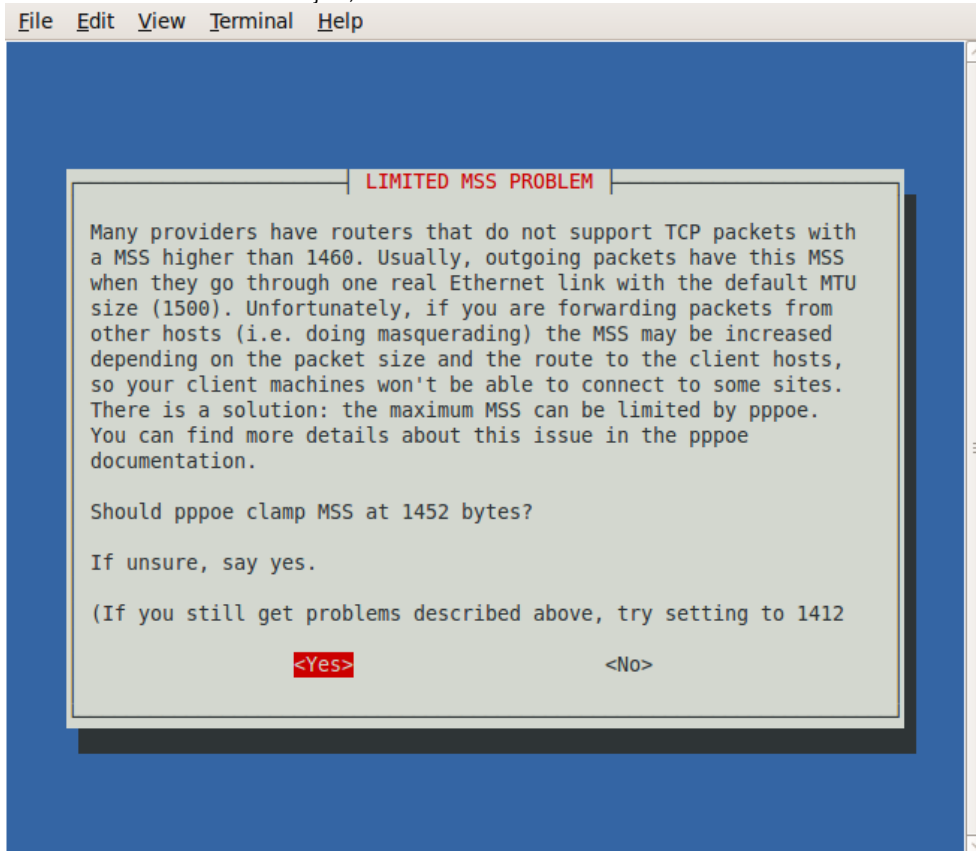 File Edit View Terminal Help
LIMITED MSS PROBLEM
Many providers have routers that do not support TCP packets with
a MSS higher than 1460. Usually, outgoing packets have this MSS
when they go through one real Ethernet link with the default MTU
size (1500). Unfortunately, if you are forwarding packets from
other hosts (i.e. doing masquerading) the MSS may be increased
depending on the packet size and the route to the client hosts,
so your client machines won't be able to connect to some sites.
There is a solution: the maximum MSS can be limited by pppoe.
You can find more details about this issue in the pppoe
documentation.
Should pppoe clamp MSS at 1452 bytes?
If unsure, say yes.
(If you still get problems described above, try setting to 1412
<Yes> <No>